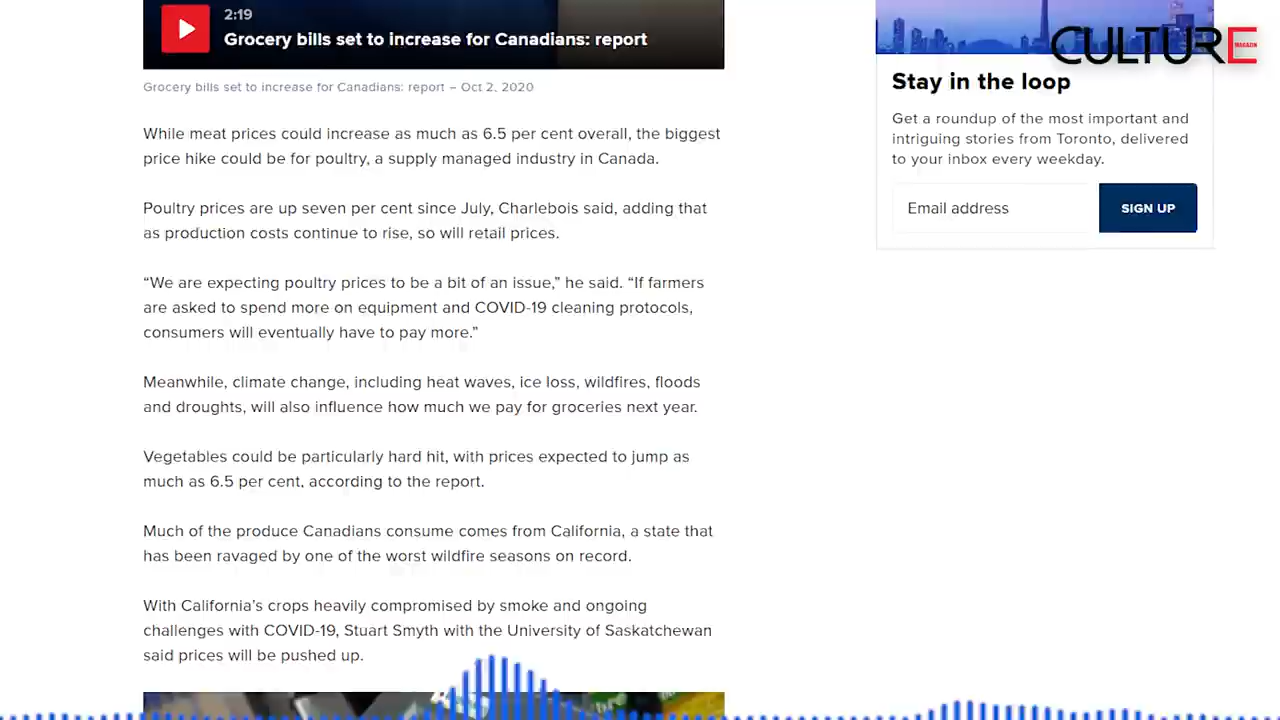 2:19
Grocery bills set to increase for Canadians: report
Grocery bills set to increase for Canadians: report – Oct 2, 2020
While meat prices could increase as much as 6.5 per cent overall, the biggest
price hike could be for poultry, a supply managed industry in Canada.
Poultry prices are up seven per cent since July, Charlebois said, adding that
as production costs continue to rise, so will retail prices.
“We are expecting poultry prices to be a bit of an issue,” he said. “If farmers
are asked to spend more on equipment and COVID-19 cleaning protocols,
consumers will eventually have to pay more.”
Meanwhile, climate change, including heat waves, ice loss, wildfires, floods
and droughts, will also influence how much we pay for groceries next year.
Vegetables could be particularly hard hit, with prices expected to jump as
much as 6.5 per cent, according to the report.
Much of the produce Canadians consume comes from California, a state that
has been ravaged by one of the worst wildfire seasons on record.
With California’s crops heavily compromised by smoke and ongoing
challenges with COVID-19, Stuart Smyth with the University of Saskatchewan
said prices will be pushed up.
CULTURE
MAGAZIN
Stay in the loop
Get a roundup of the most important and
intriguing stories from Toronto, delivered
to your inbox every weekday.
Email address
SIGN UP